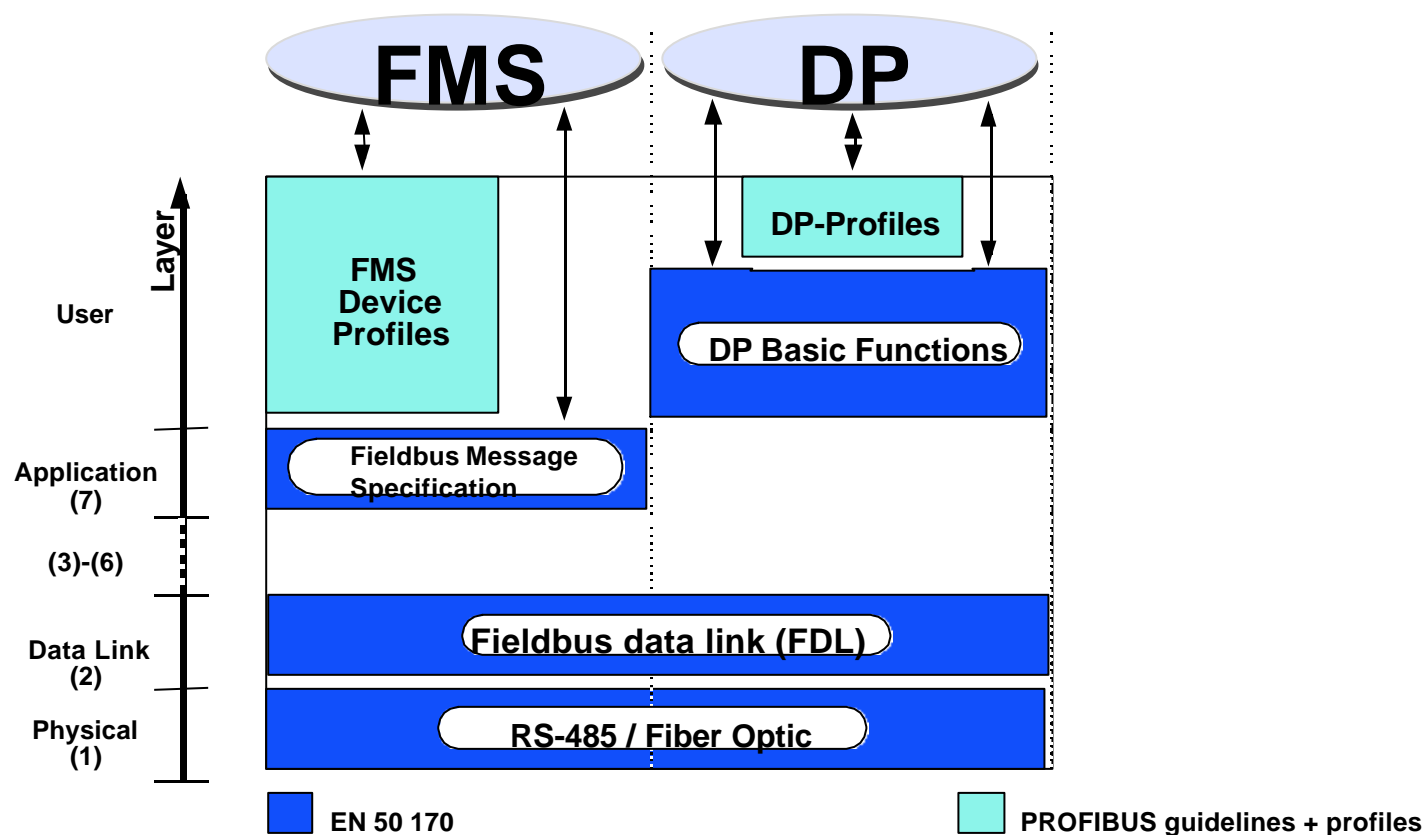 FMS
DP
Layer
DP-Profiles
FMS
Device
Profiles
User
DP Basic Functions
Application
(7)
Fieldbus Message
Specification
(3)-(6)
Data Link
(2)
Fieldbus data link (FDL)
Physical
(1)
RS-485 / Fiber Optic
EN 50 170
PROFIBUS guidelines + profiles